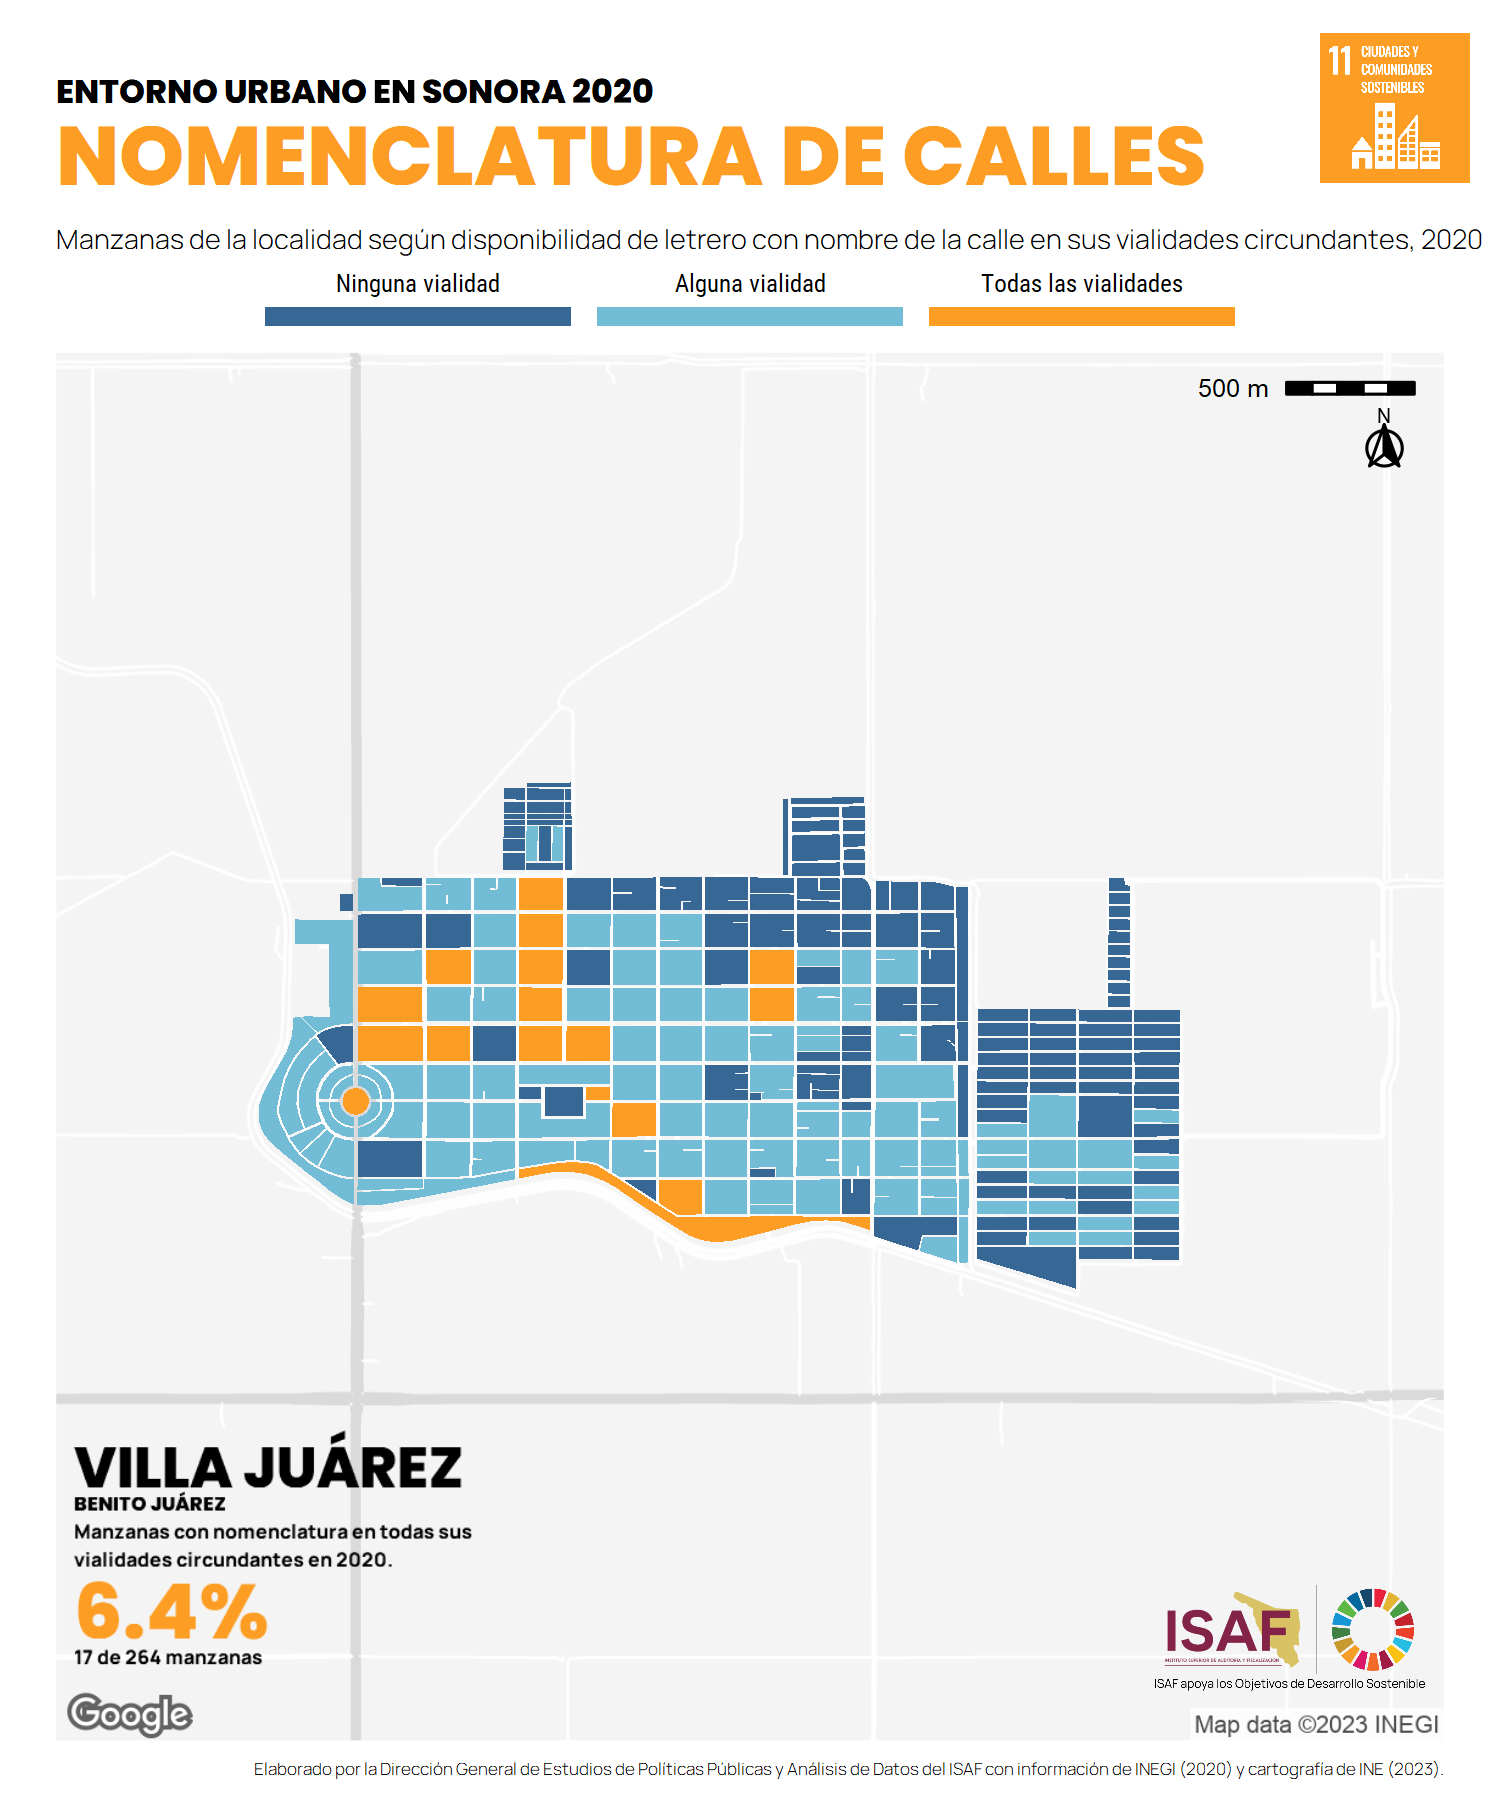 11 CIUDADES Y
COMUNIDADES
SOSTENIBLES
ENTORNO URBANO EN SONORA 2020
NOMENCLATURA DE CALLES
Manzanas de la localidad según disponibilidad de letrero con nombre de la calle en sus vialidades circundantes, 2020
Ninguna vialidad Alguna vialidad Todas las vialidades
500 m
N
VILLA JUÁREZ
BENITO JUÁREZ
Manzanas con nomenclatura en todas sus
vialidades circundantes en 2020.
6.4%
17 de 264 manzanas
ISAF
INSTITUTO SUPERIOR DE AUDITORÍA Y FISCALIZACIÓN
ISAF apoya los Objetivos de Desarrollo Sostenible
Google
Map data ©2023 INEGI
Elaborado por la Dirección General de Estudios de Políticas Públicas y Análisis de Datos del ISAF con información de INEGI (2020) y cartografía de INE (2023).